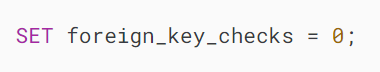 SET foreign_key_checks = 0;